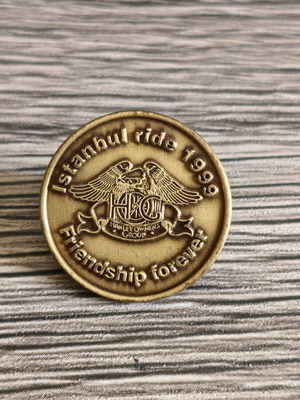 Istanbul ride 1999
HOG
HARLEY OWNERS
GROUP
Friendship forever